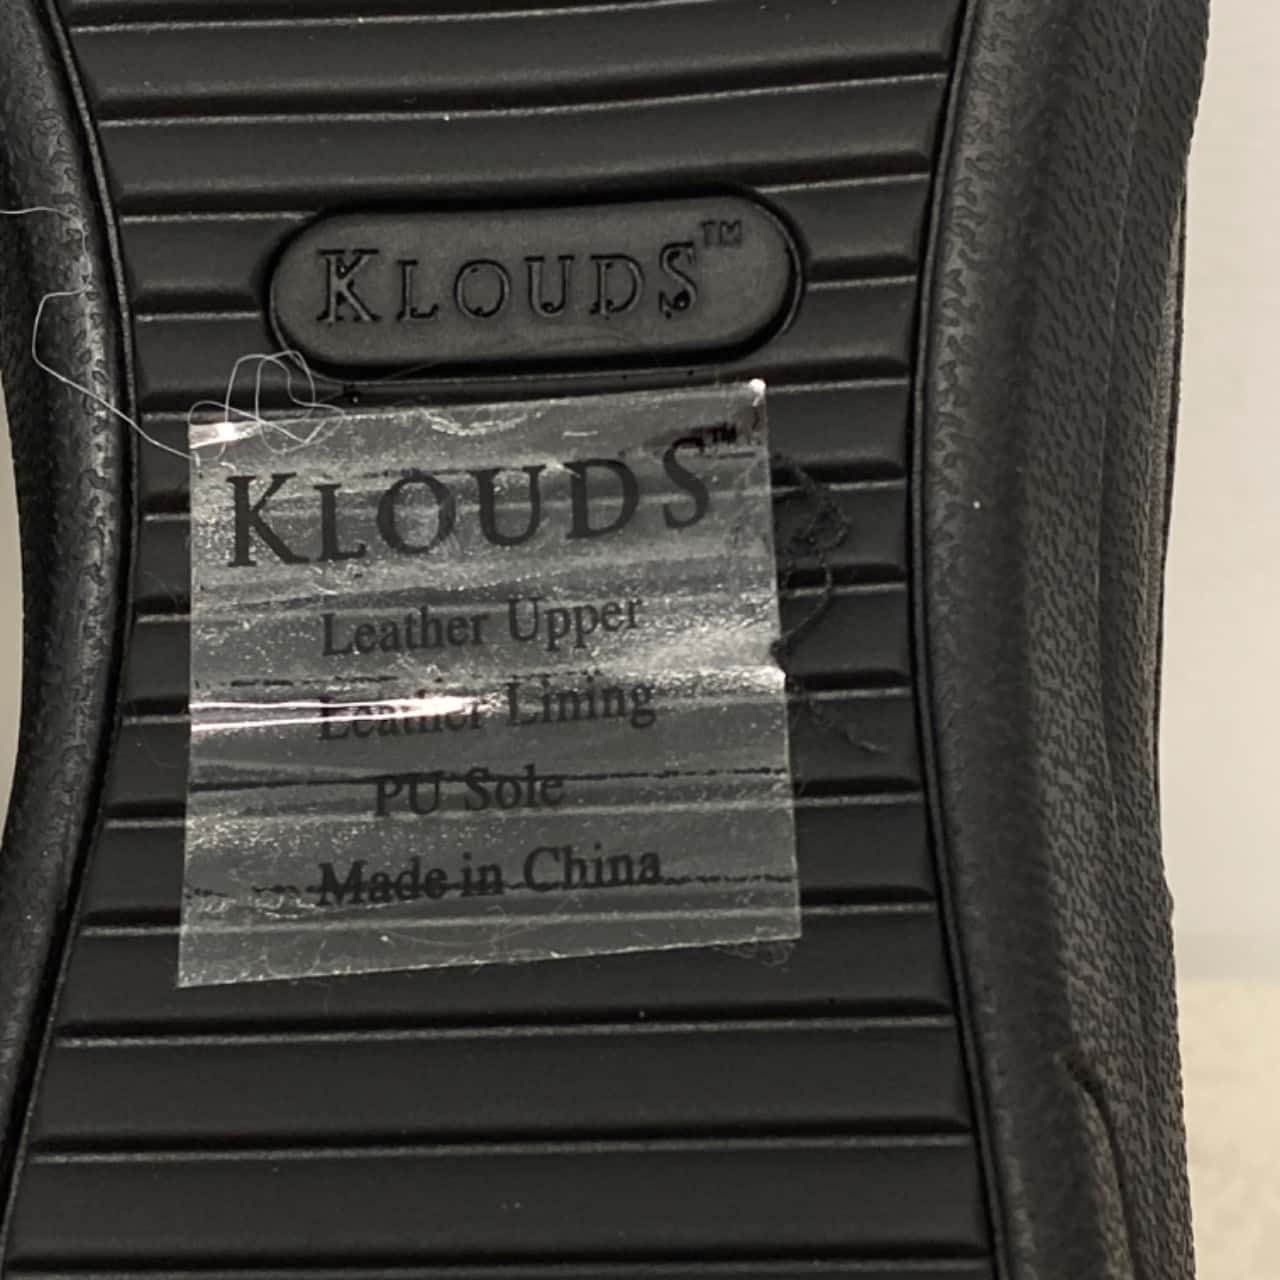 KLOUDS™
KLOUDS™
Leather Upper
Leather Lining
PU Sole
Made in China